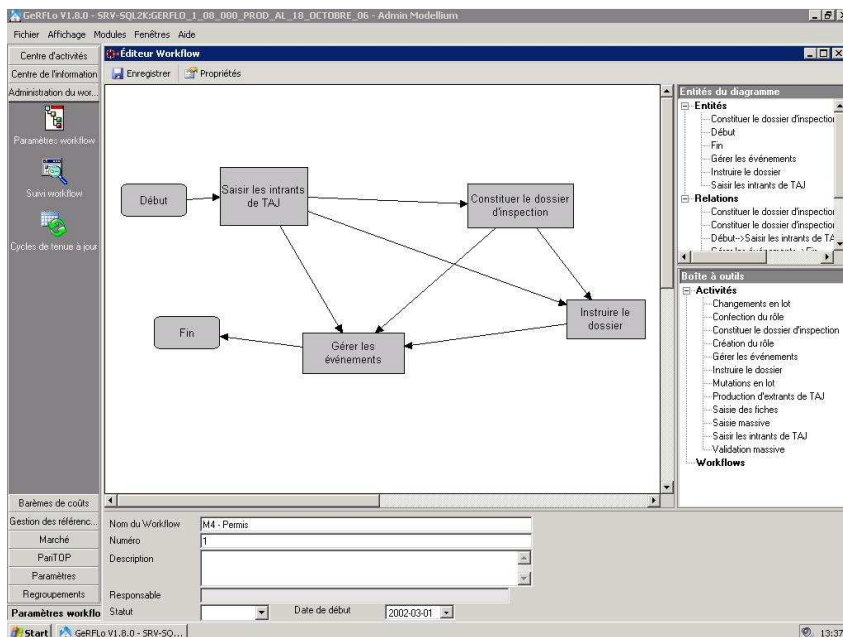 GeRFLo V1.8.0 - SRV-SQL2K:GERFLO_1_08_000_PROD_AL_18_OCTOBRE_06 - Admin Modellium
Fichier Affichage Modules Fenêtres Aide
Centre d'activités
Centre de l'information
Administration du wor...
Paramètres workflow
Suivi workflow
Cycles de tenue à jour
Barèmes de coûts
Gestion des référenc...
Marché
PariTOP
Paramètres
Regroupements
Paramètres workflo
Éditeur Workflow
Enregistrer Propriétés
Début
Saisir les intrants
de TAJ
Constituer le dossier
d'inspection
Instruire le
dossier
Gérer les
événements
Fin
Entités du diagramme
Entités
Constituer le dossier d'inspection
Début
Fin
Gérer les événements
Instruire le dossier
Saisir les intrants de TAJ
Relations
Constituer le dossier d'inspection
Constituer le dossier d'inspection
Début-->Saisir les intrants de TA
Gérer les événements-->Fin
Boîte à outils
Activités
Changements en lot
Confection du rôle
Constituer le dossier d'inspection
Création du rôle
Gérer les événements
Instruire le dossier
Mutations en lot
Production d'extrants de TAJ
Saisie des fiches
Saisie massive
Saisir les intrants de TAJ
Validation massive
Workflows
Nom du Workflow M4 - Permis
Numéro 1
Description
Responsable
Statut Date de début 2002-03-01
Start GeRFLo V1.8.0 - SRV-SQ... 13:37